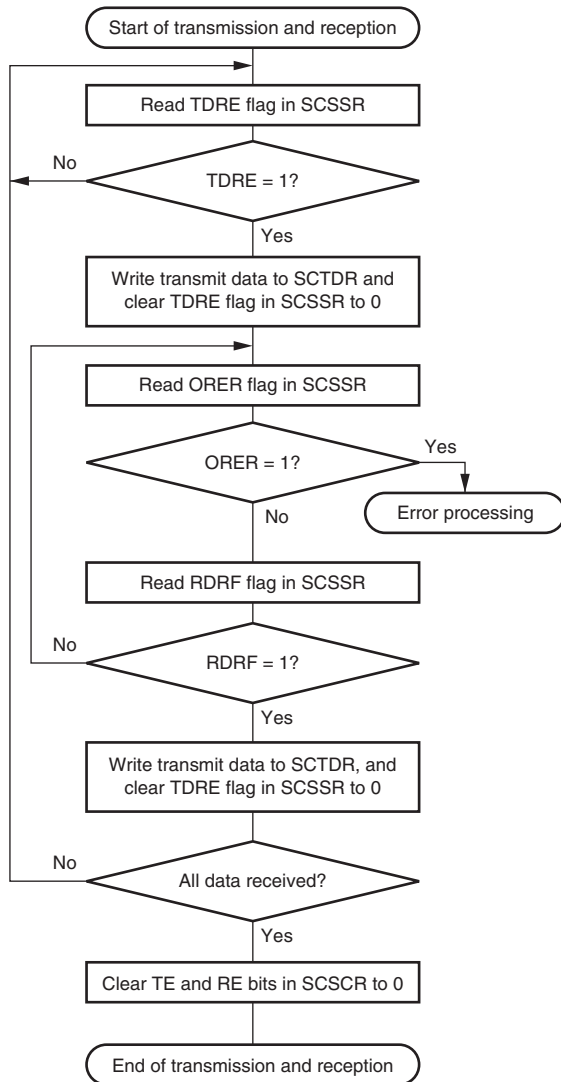 Start of transmission and reception
Read TDRE flag in SCSSR
No
TDRE = 1?
Yes
Write transmit data to SCTDR and
clear TDRE flag in SCSSR to 0
Read ORER flag in SCSSR
Yes
ORER = 1?
Error processing
No
Read RDRF flag in SCSSR
No
RDRF = 1?
Yes
Write transmit data to SCTDR, and
clear TDRE flag in SCSSR to 0
No
All data received?
Yes
Clear TE and RE bits in SCSCR to 0
End of transmission and reception